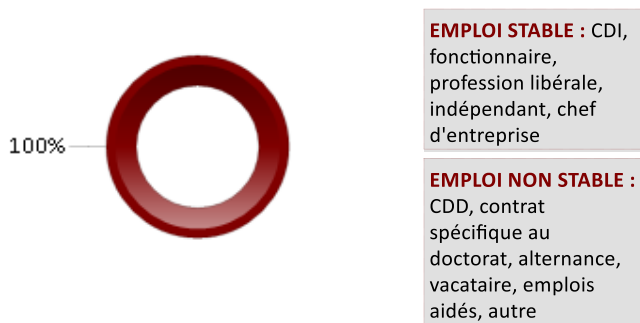 100%
EMPLOI STABLE : CDI,
fonctionnaire,
profession libérale,
indépendant, chef
d'entreprise
EMPLOI NON STABLE :
CDD, contrat
spécifique au
doctorat, alternance,
vacataire, emplois
aidés, autre